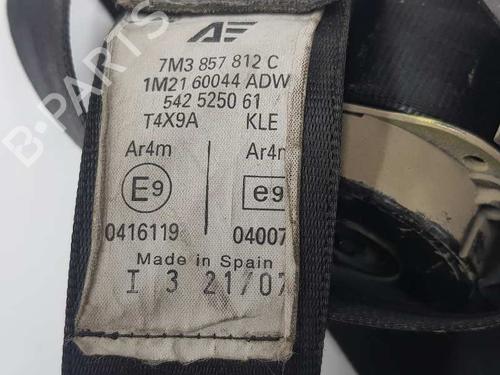 7M3 857 812 C
1M21 60044 ADW
542 5250 61
T4X9A KLE
Ar4m Ar4m
E9 e9
0416119 04007
Made in Spain
I 3 21/07
B-PARTS